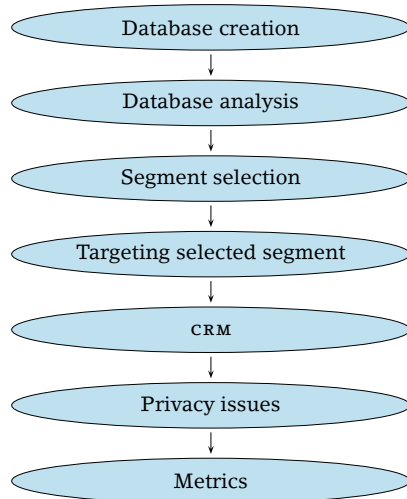 Database creation
Database analysis
Segment selection
Targeting selected segment
CRM
Privacy issues
Metrics